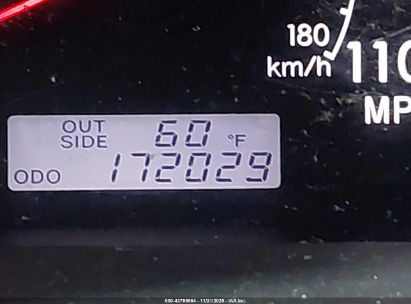 180
km/h
110
MP
OUT SIDE 60 °F
ODO 172029